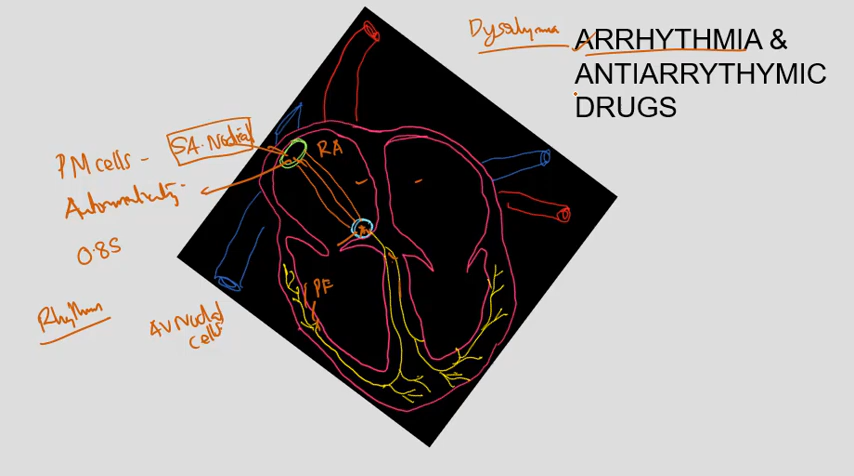 Dysrhythmia
ARRHYTHMIA &
ANTIARRYTHYMIC
DRUGS
SA-Nodal
PM cells -
Automaticity
0.8S
Rhythm
AV Nodal
cells
RA
PF